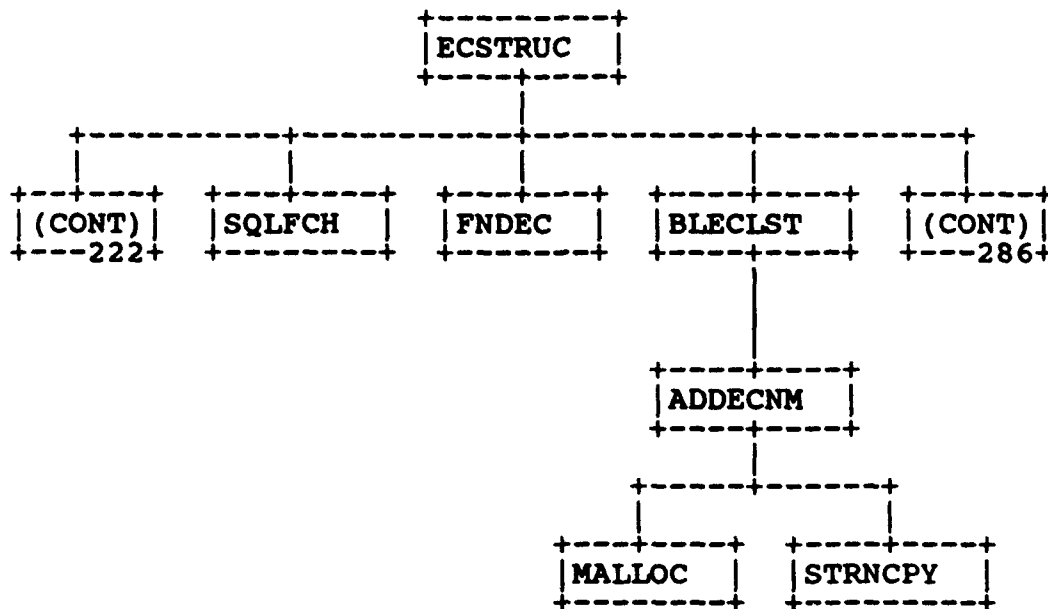 ECSTRUC
(CONT) SQLFCH FNDEC BLECLST (CONT)
222 286
ADDECNM
MALLOC STRNCPY